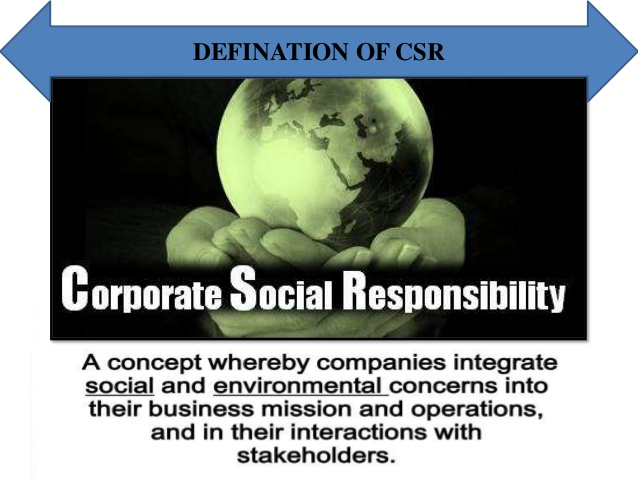 DEFINATION OF CSR
Corporate Social Responsibility
A concept whereby companies integrate
social and environmental concerns into
their business mission and operations,
and in their interactions with
stakeholders.